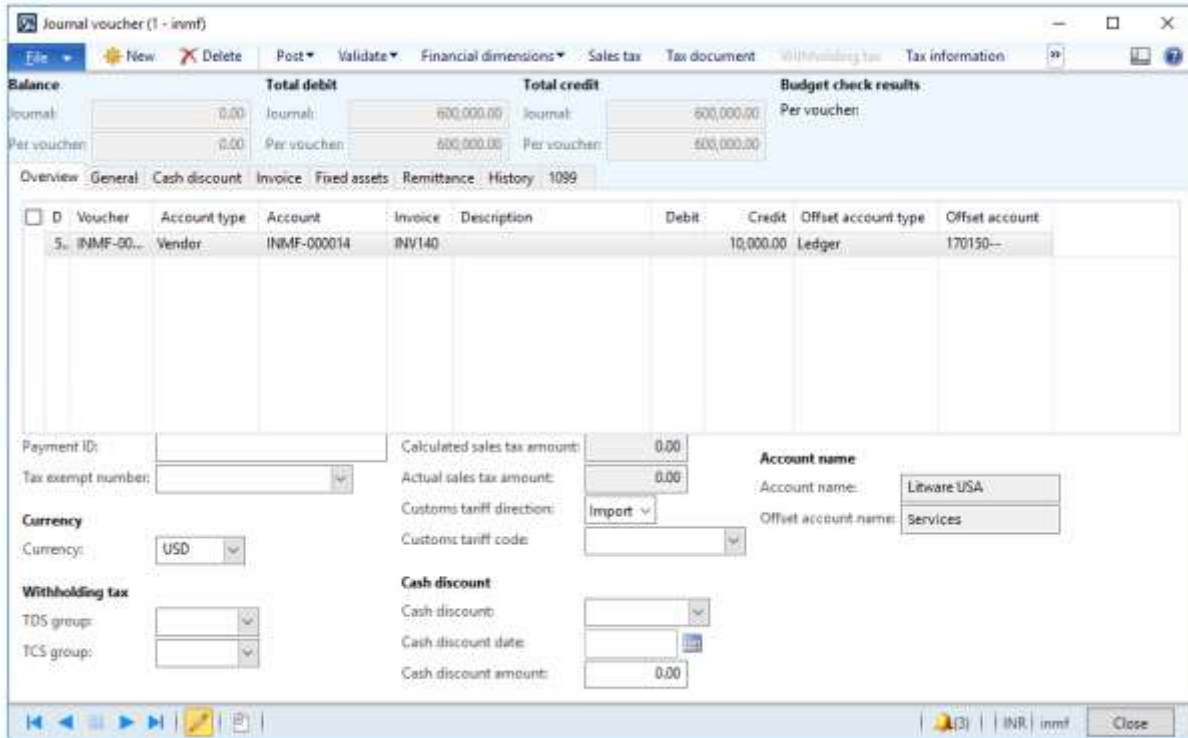 Journal voucher (1 - inmf)
File New Delete Post Validate Financial dimensions Sales tax Tax document Withholding tax Tax information »
Balance Total debit Total credit Budget check results
Journal: 0.00 Journal: 600,000.00 Journal: 600,000.00 Per voucher:
Per voucher: 0.00 Per voucher: 600,000.00 Per voucher: 600,000.00
Overview General Cash discount Invoice Fixed assets Remittance History 1099
D Voucher Account type Account Invoice Description Debit Credit Offset account type Offset account
5.. INMF-00... Vendor INMF-000014 INV140 10,000.00 Ledger 170150--
Payment ID: Calculated sales tax amount: 0.00 Account name
Tax exempt number: Actual sales tax amount: 0.00 Account name: Litware USA
Customs tariff direction: Import Offset account name: Services
Currency
Currency: USD Customs tariff code:
Withholding tax Cash discount
TDS group: Cash discount:
TCS group: Cash discount date:
Cash discount amount: 0.00
(3) INR inmf Close